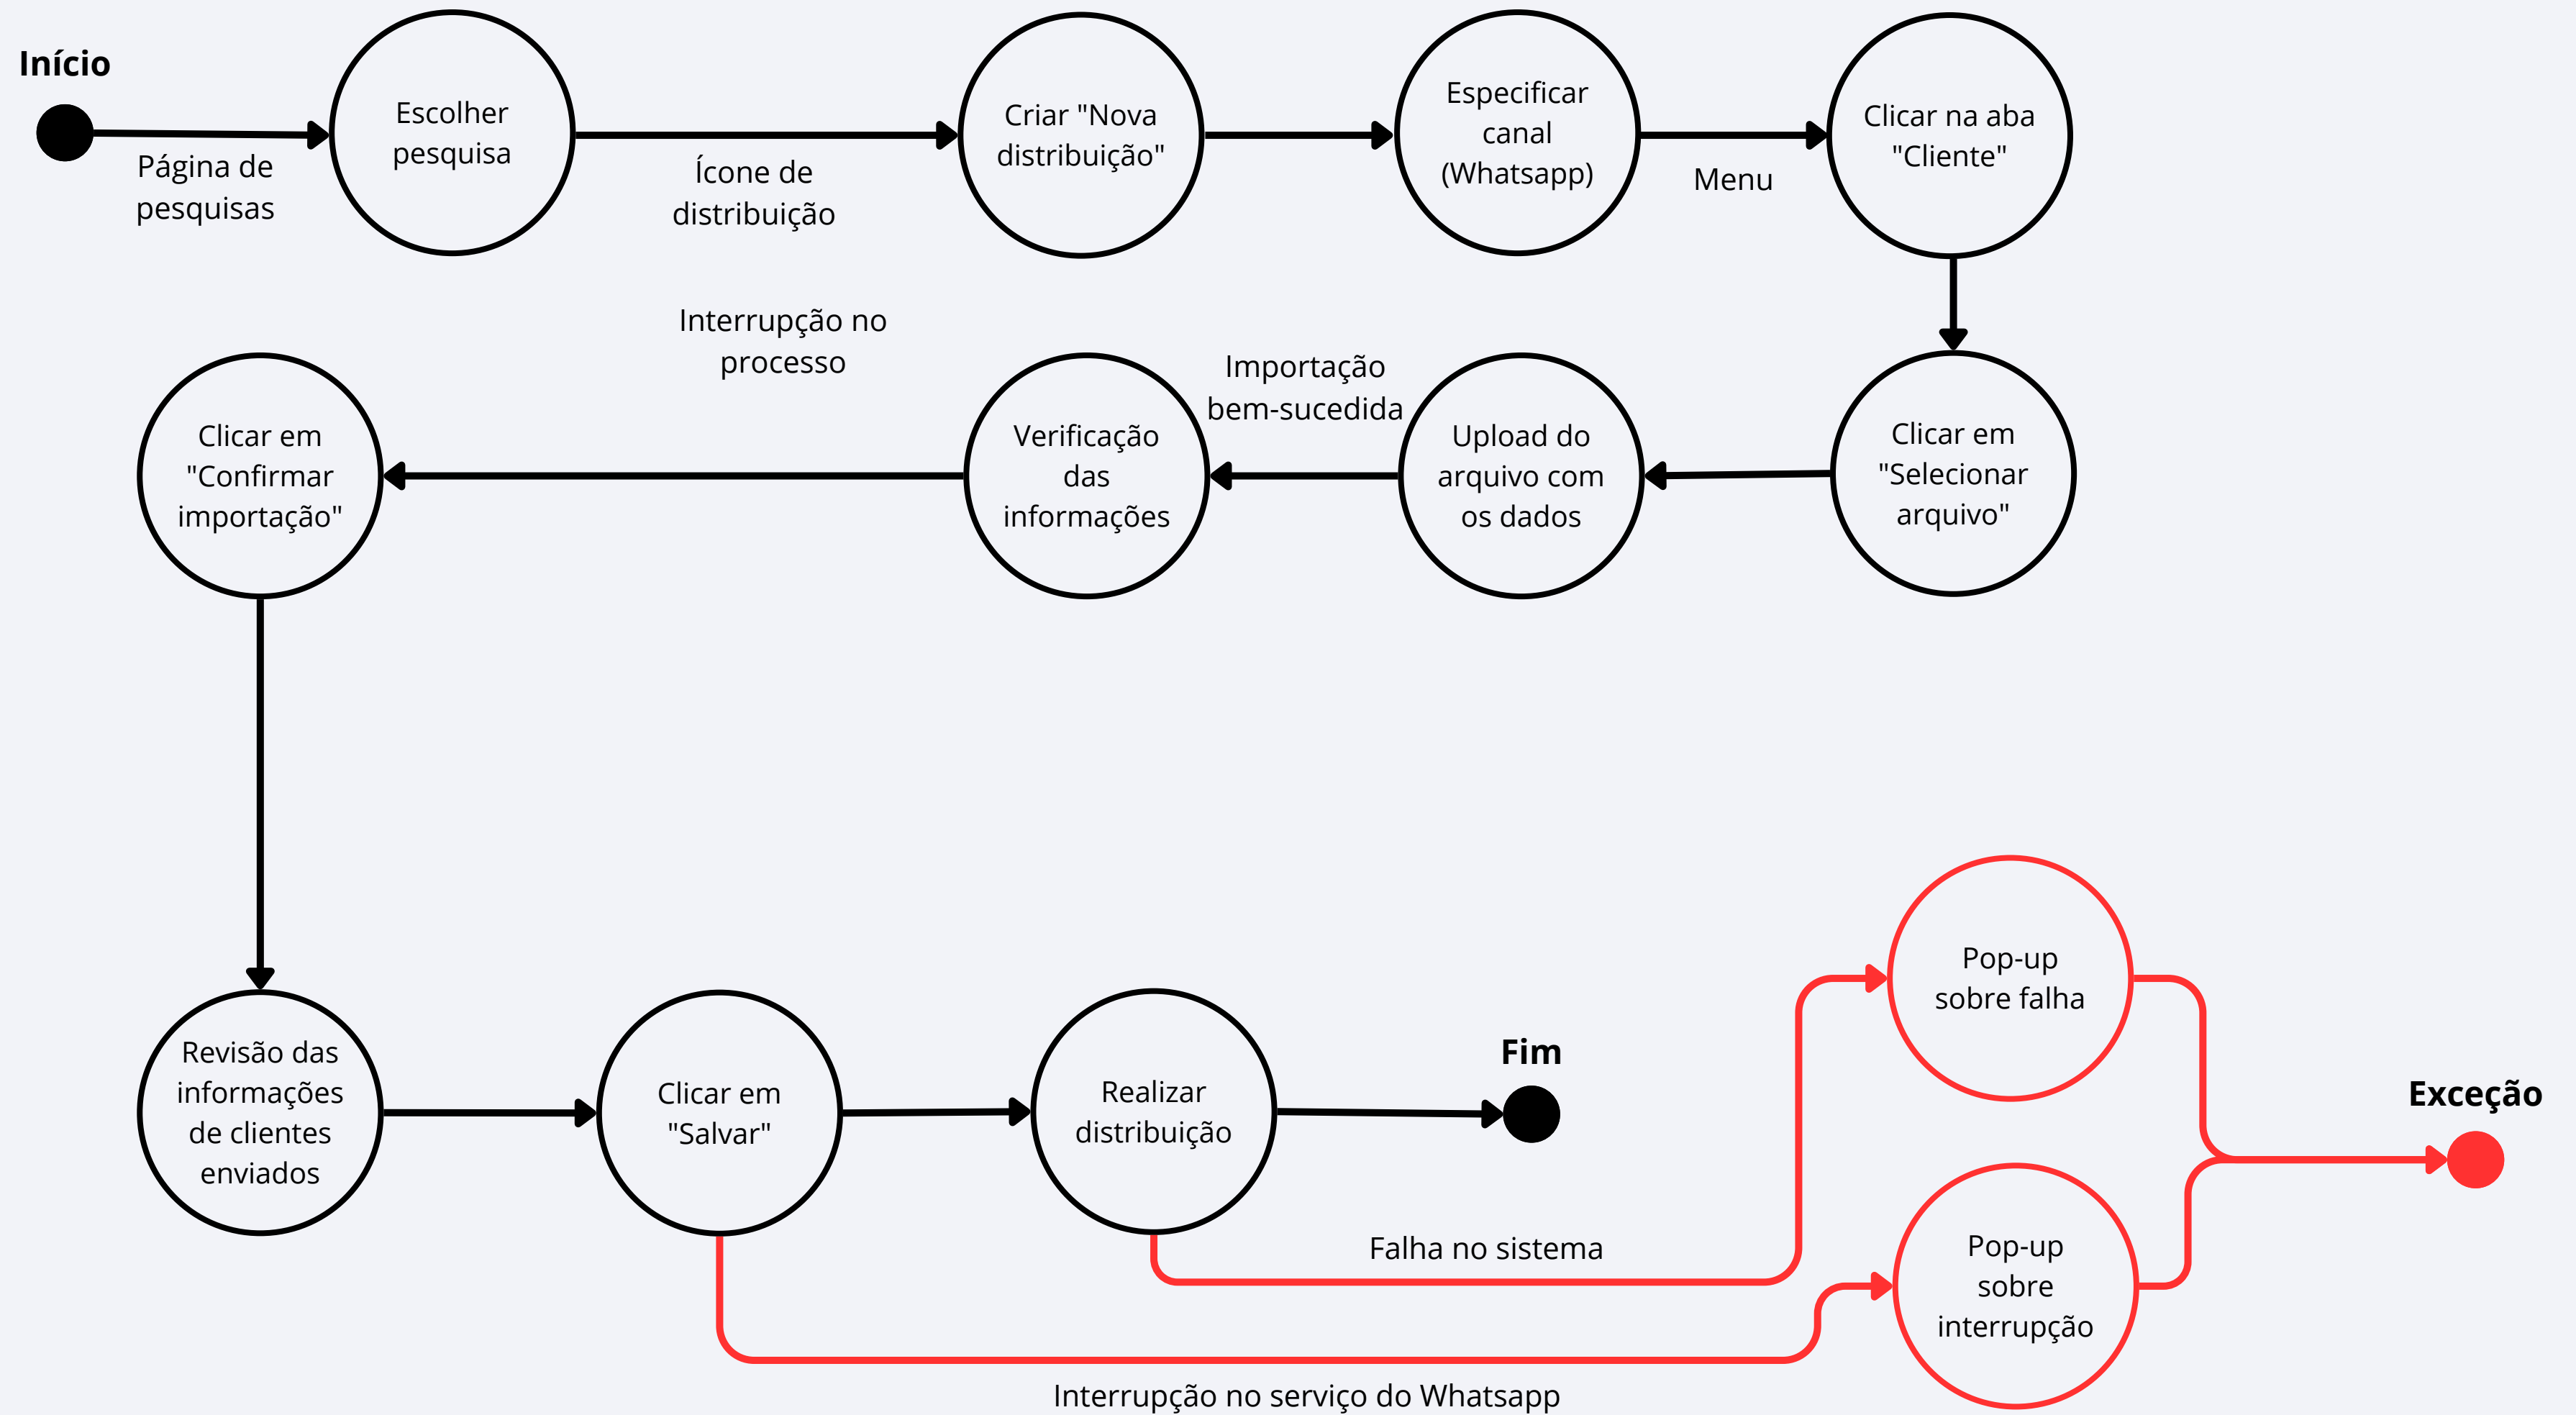 Início
Página de
pesquisas
Escolher
pesquisa
Ícone de
distribuição
Criar "Nova
distribuição"
Especificar
canal
(Whatsapp)
Menu
Clicar na aba
"Cliente"
Clicar em
"Selecionar
arquivo"
Upload do
arquivo com
os dados
Importação
bem-sucedida
Verificação
das
informações
Interrupção no
processo
Clicar em
"Confirmar
importação"
Revisão das
informações
de clientes
enviados
Clicar em
"Salvar"
Realizar
distribuição
Fim
Falha no sistema
Pop-up
sobre falha
Interrupção no serviço do Whatsapp
Pop-up
sobre
interrupção
Exceção